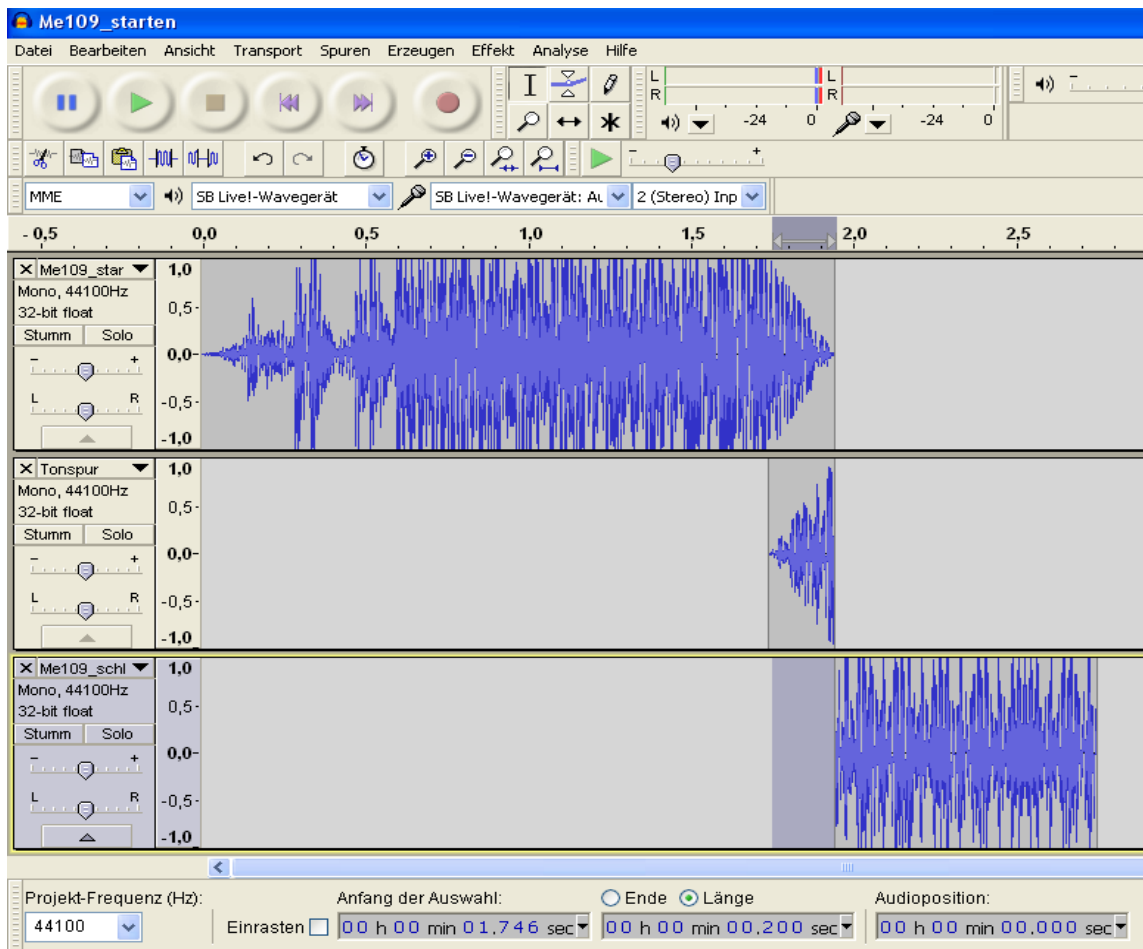 Me109_starten
Datei Bearbeiten Ansicht Transport Spuren Erzeugen Effekt Analyse Hilfe
L L
R R
-24 0 -24 0
- +
MME SB Live!-Wavegerät SB Live!-Wavegerät: Au 2 (Stereo) Inp
- 0,5 0,0 0,5 1,0 1,5 2,0 2,5
Me109_star 1,0
Mono, 44100Hz
32-bit float 0,5
Stumm Solo
- + 0,0
L R -0,5
-1,0
Tonspur 1,0
Mono, 44100Hz
32-bit float 0,5
Stumm Solo
- + 0,0
L R -0,5
-1,0
Me109_schl 1,0
Mono, 44100Hz
32-bit float 0,5
Stumm Solo
- + 0,0
L R -0,5
-1,0
Projekt-Frequenz (Hz): Anfang der Auswahl: Ende Länge Audioposition:
44100 Einrasten 00 h 00 min 01,746 sec 00 h 00 min 00,200 sec 00 h 00 min 00,000 sec